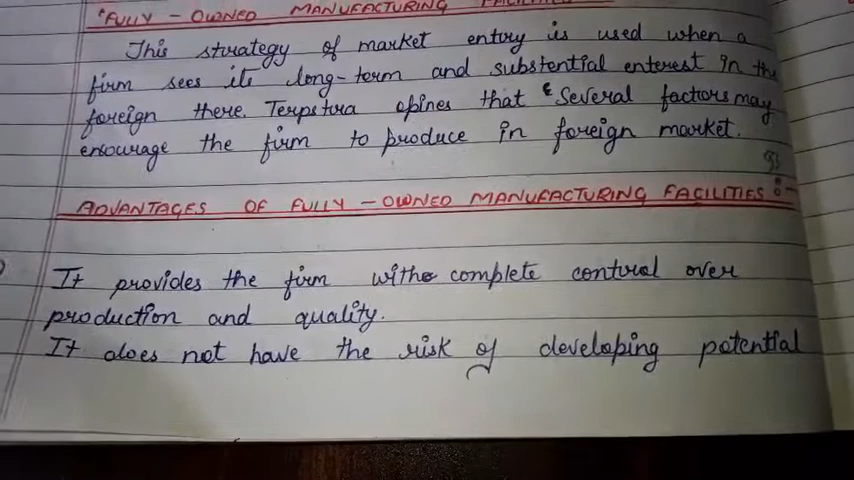 "FULLY - OWNED MANUFACTURING FACILITIES
This strategy of market entry is used when a
firm sees its long-term and substential enterest in the
foreign there. Terpstra opines that "Several factors may
encourage the firm to produce in foreign market.
ADVANTAGES OF FULLY - OWNED MANUFACTURING FACILITIES :-
It provides the firm with complete control over
production and quality.
It does not have the risk of developing potential